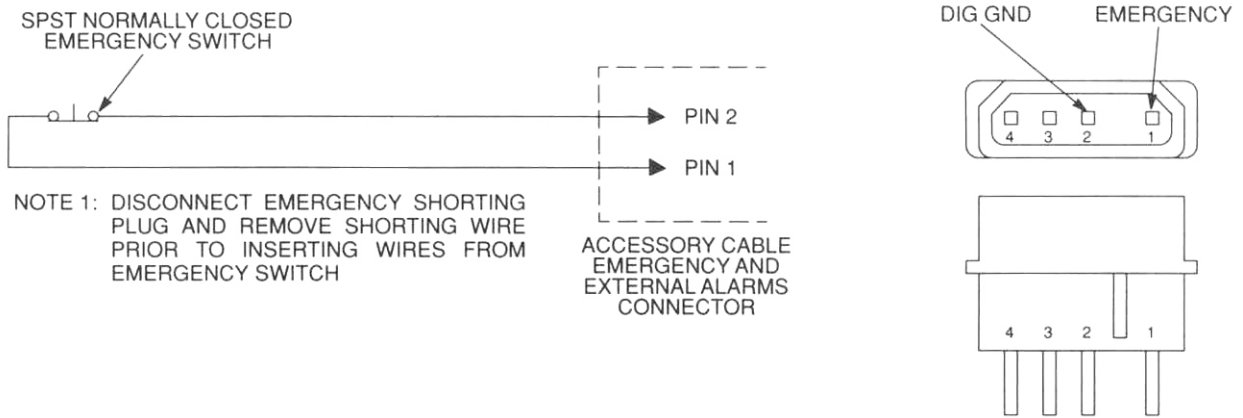 SPST NORMALLY CLOSED
EMERGENCY SWITCH
PIN 2
PIN 1
NOTE 1: DISCONNECT EMERGENCY SHORTING
PLUG AND REMOVE SHORTING WIRE
PRIOR TO INSERTING WIRES FROM
EMERGENCY SWITCH
ACCESSORY CABLE
EMERGENCY AND
EXTERNAL ALARMS
CONNECTOR
DIG GND EMERGENCY
4 3 2 1
4 3 2 1